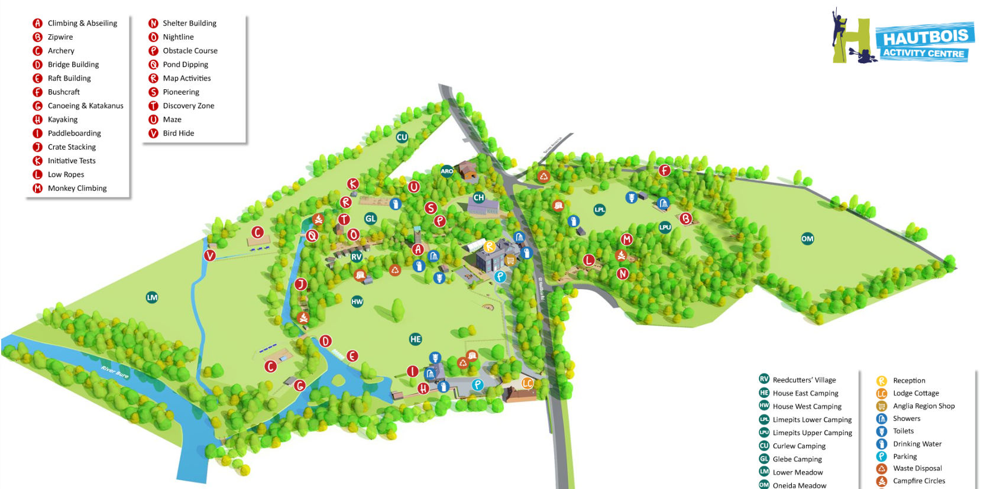 A Climbing & Abseiling
B Zipwire
C Archery
D Bridge Building
E Raft Building
F Bushcraft
G Canoeing & Katakanus
H Kayaking
I Paddleboarding
J Crate Stacking
K Initiative Tests
L Low Ropes
M Monkey Climbing
N Shelter Building
O Nightline
P Obstacle Course
Q Pond Dipping
R Map Activities
S Pioneering
T Discovery Zone
U Maze
V Bird Hide
H
HAUTBOIS
ACTIVITY CENTRE
CU
ARO
F
K
U
CH
R
S
LPL
T
GL
P
B
LPU
C
Q
O
M
OM
A
R
V
RV
L
P
N
J
LM
HW
Gt Hautbois Rd
D
HE
E
C
River Bure
I
G
H
P
LC
RV Reedcutters' Village
HE House East Camping
HW House West Camping
LPL Limepits Lower Camping
LPU Limepits Upper Camping
CU Curlew Camping
GL Glebe Camping
LM Lower Meadow
OM Oneida Meadow
R Reception
LC Lodge Cottage
Anglia Region Shop
Showers
Toilets
Drinking Water
P Parking
Waste Disposal
Campfire Circles